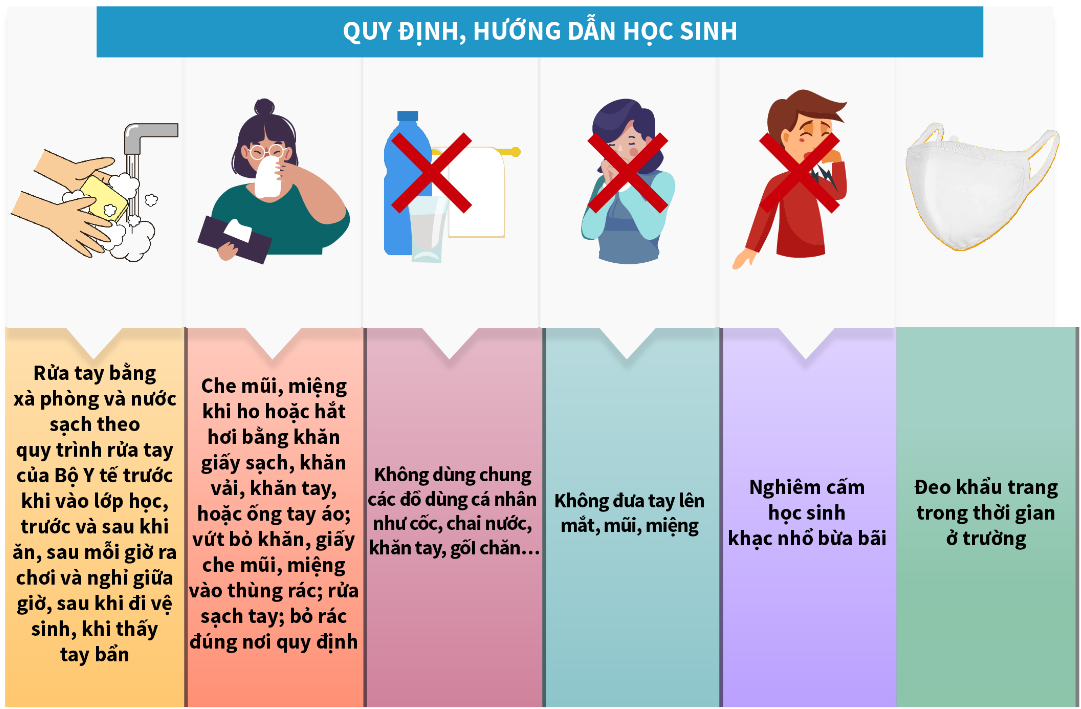 QUY ĐỊNH, HƯỚNG DẪN HỌC SINH
Rửa tay bằng
xà phòng và nước
sạch theo
quy trình rửa tay
của Bộ Y tế trước
khi vào lớp học,
trước và sau khi
ăn, sau mỗi giờ ra
chơi và nghỉ giữa
giờ, sau khi đi vệ
sinh, khi thấy
tay bẩn
Che mũi, miệng
khi ho hoặc hắt
hơi bằng khăn
giấy sạch, khăn
vải, khăn tay,
hoặc ống tay áo;
vứt bỏ khăn, giấy
che mũi, miệng
vào thùng rác; rửa
sạch tay; bỏ rác
đúng nơi quy định
Không dùng chung
các đồ dùng cá nhân
như cốc, chai nước,
khăn tay, gối chăn...
Không đưa tay lên
mắt, mũi, miệng
Nghiêm cấm
học sinh
khạc nhổ bừa bãi
Đeo khẩu trang
trong thời gian
ở trường